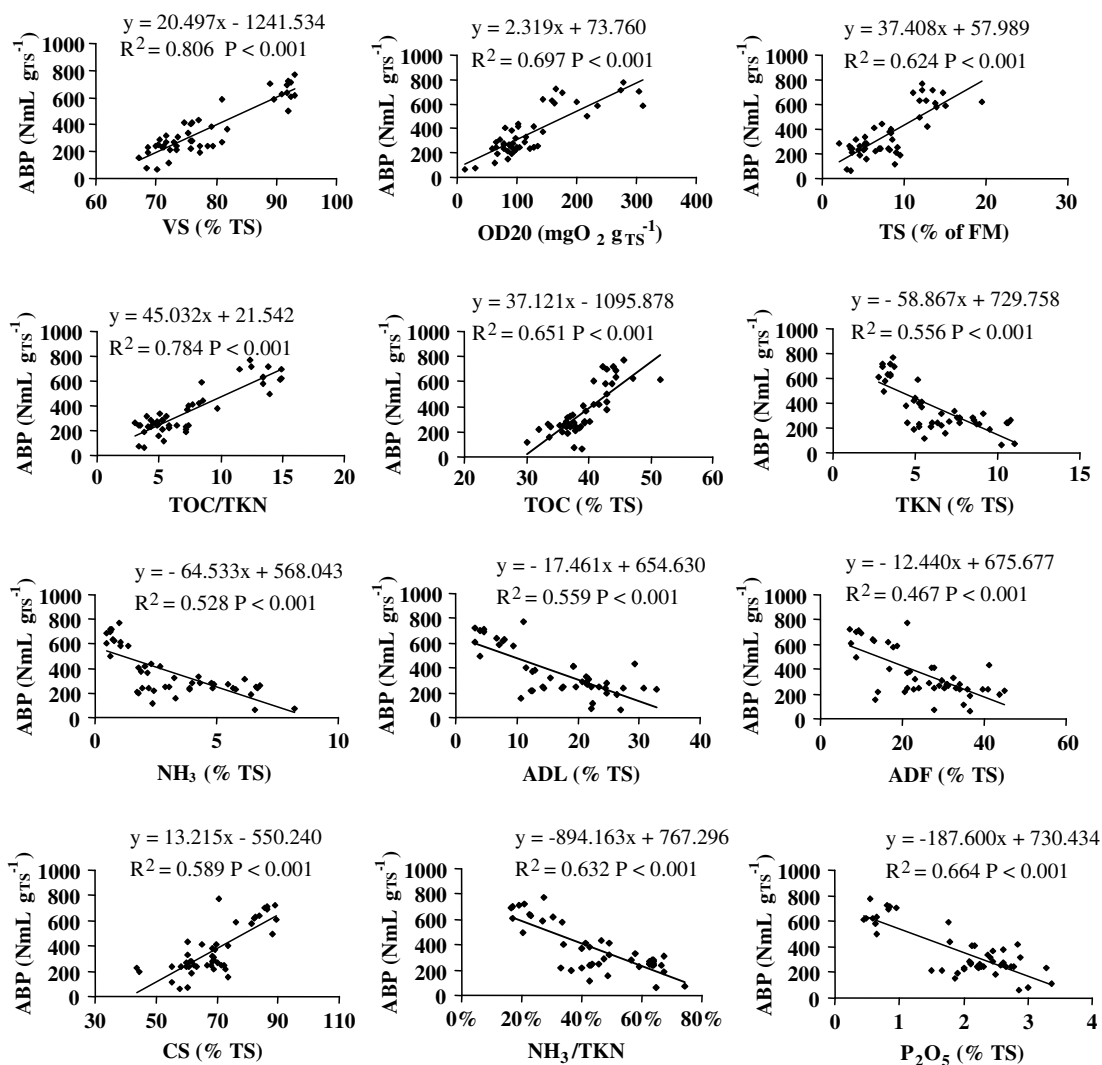 y = 20.497x - 1241.534
R² = 0.806 P < 0.001
ABP (NmL gTS⁻¹)
1000
800
600
400
200
0
60 70 80 90 100
VS (% TS)
y = 2.319x + 73.760
R² = 0.697 P < 0.001
ABP (NmL gTS⁻¹)
1000
800
600
400
200
0
0 100 200 300 400
OD20 (mgO₂ gTS⁻¹)
y = 37.408x + 57.989
R² = 0.624 P < 0.001
ABP (NmL gTS⁻¹)
1000
800
600
400
200
0
0 10 20 30
TS (% of FM)
y = 45.032x + 21.542
R² = 0.784 P < 0.001
ABP (NmL gTS⁻¹)
1000
800
600
400
200
0
0 5 10 15 20
TOC/TKN
y = 37.121x - 1095.878
R² = 0.651 P < 0.001
ABP (NmL gTS⁻¹)
1000
800
600
400
200
0
20 30 40 50 60
TOC (% TS)
y = - 58.867x + 729.758
R² = 0.556 P < 0.001
ABP (NmL gTS⁻¹)
1000
800
600
400
200
0
0 5 10 15
TKN (% TS)
y = - 64.533x + 568.043
R² = 0.528 P < 0.001
ABP (NmL gTS⁻¹)
1000
800
600
400
200
0
0 5 10
NH₃ (% TS)
y = - 17.461x + 654.630
R² = 0.559 P < 0.001
ABP (NmL gTS⁻¹)
1000
800
600
400
200
0
0 10 20 30 40
ADL (% TS)
y = - 12.440x + 675.677
R² = 0.467 P < 0.001
ABP (NmL gTS⁻¹)
1000
800
600
400
200
0
0 20 40 60
ADF (% TS)
y = 13.215x - 550.240
R² = 0.589 P < 0.001
ABP (NmL gTS⁻¹)
1000
800
600
400
200
0
30 50 70 90 110
CS (% TS)
y = -894.163x + 767.296
R² = 0.632 P < 0.001
ABP (NmL gTS⁻¹)
1000
800
600
400
200
0
0% 20% 40% 60% 80%
NH₃/TKN
y = -187.600x + 730.434
R² = 0.664 P < 0.001
ABP (NmL gTS⁻¹)
1000
800
600
400
200
0
0 1 2 3 4
P₂O₅ (% TS)